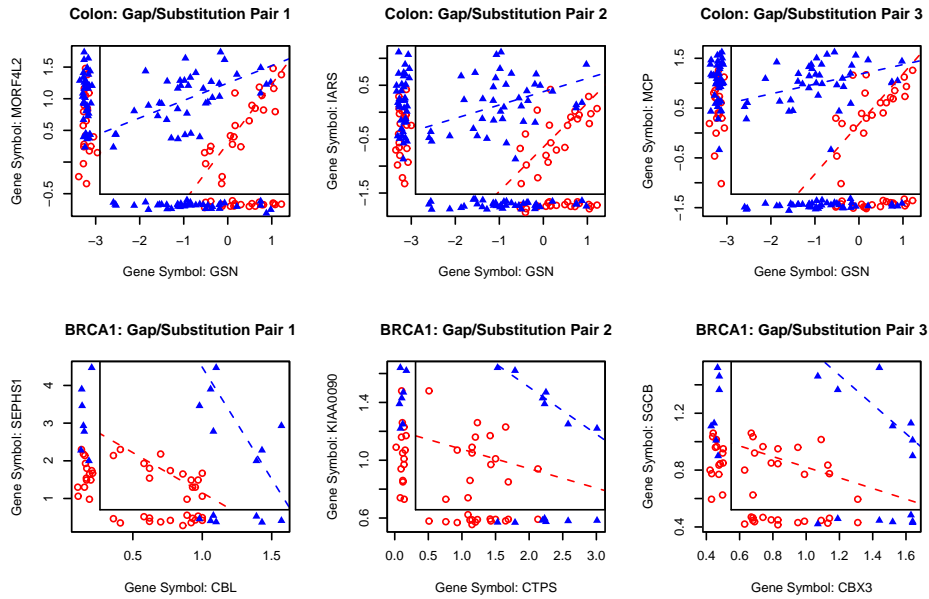 Colon: Gap/Substitution Pair 1
Gene Symbol: MORF4L2
1.5
1.0
0.5
−0.5
−3 −2 −1 0 1
Gene Symbol: GSN
Colon: Gap/Substitution Pair 2
Gene Symbol: IARS
0.5
−0.5
−1.5
−3 −2 −1 0 1
Gene Symbol: GSN
Colon: Gap/Substitution Pair 3
Gene Symbol: MCP
1.5
0.5
−0.5
−1.5
−3 −2 −1 0 1
Gene Symbol: GSN
BRCA1: Gap/Substitution Pair 1
Gene Symbol: SEPHS1
4
3
2
1
0.5 1.0 1.5
Gene Symbol: CBL
BRCA1: Gap/Substitution Pair 2
Gene Symbol: KIAA0090
1.4
1.0
0.6
0.0 0.5 1.0 1.5 2.0 2.5 3.0
Gene Symbol: CTPS
BRCA1: Gap/Substitution Pair 3
Gene Symbol: SGCB
1.2
0.8
0.4
0.4 0.6 0.8 1.0 1.2 1.4 1.6
Gene Symbol: CBX3